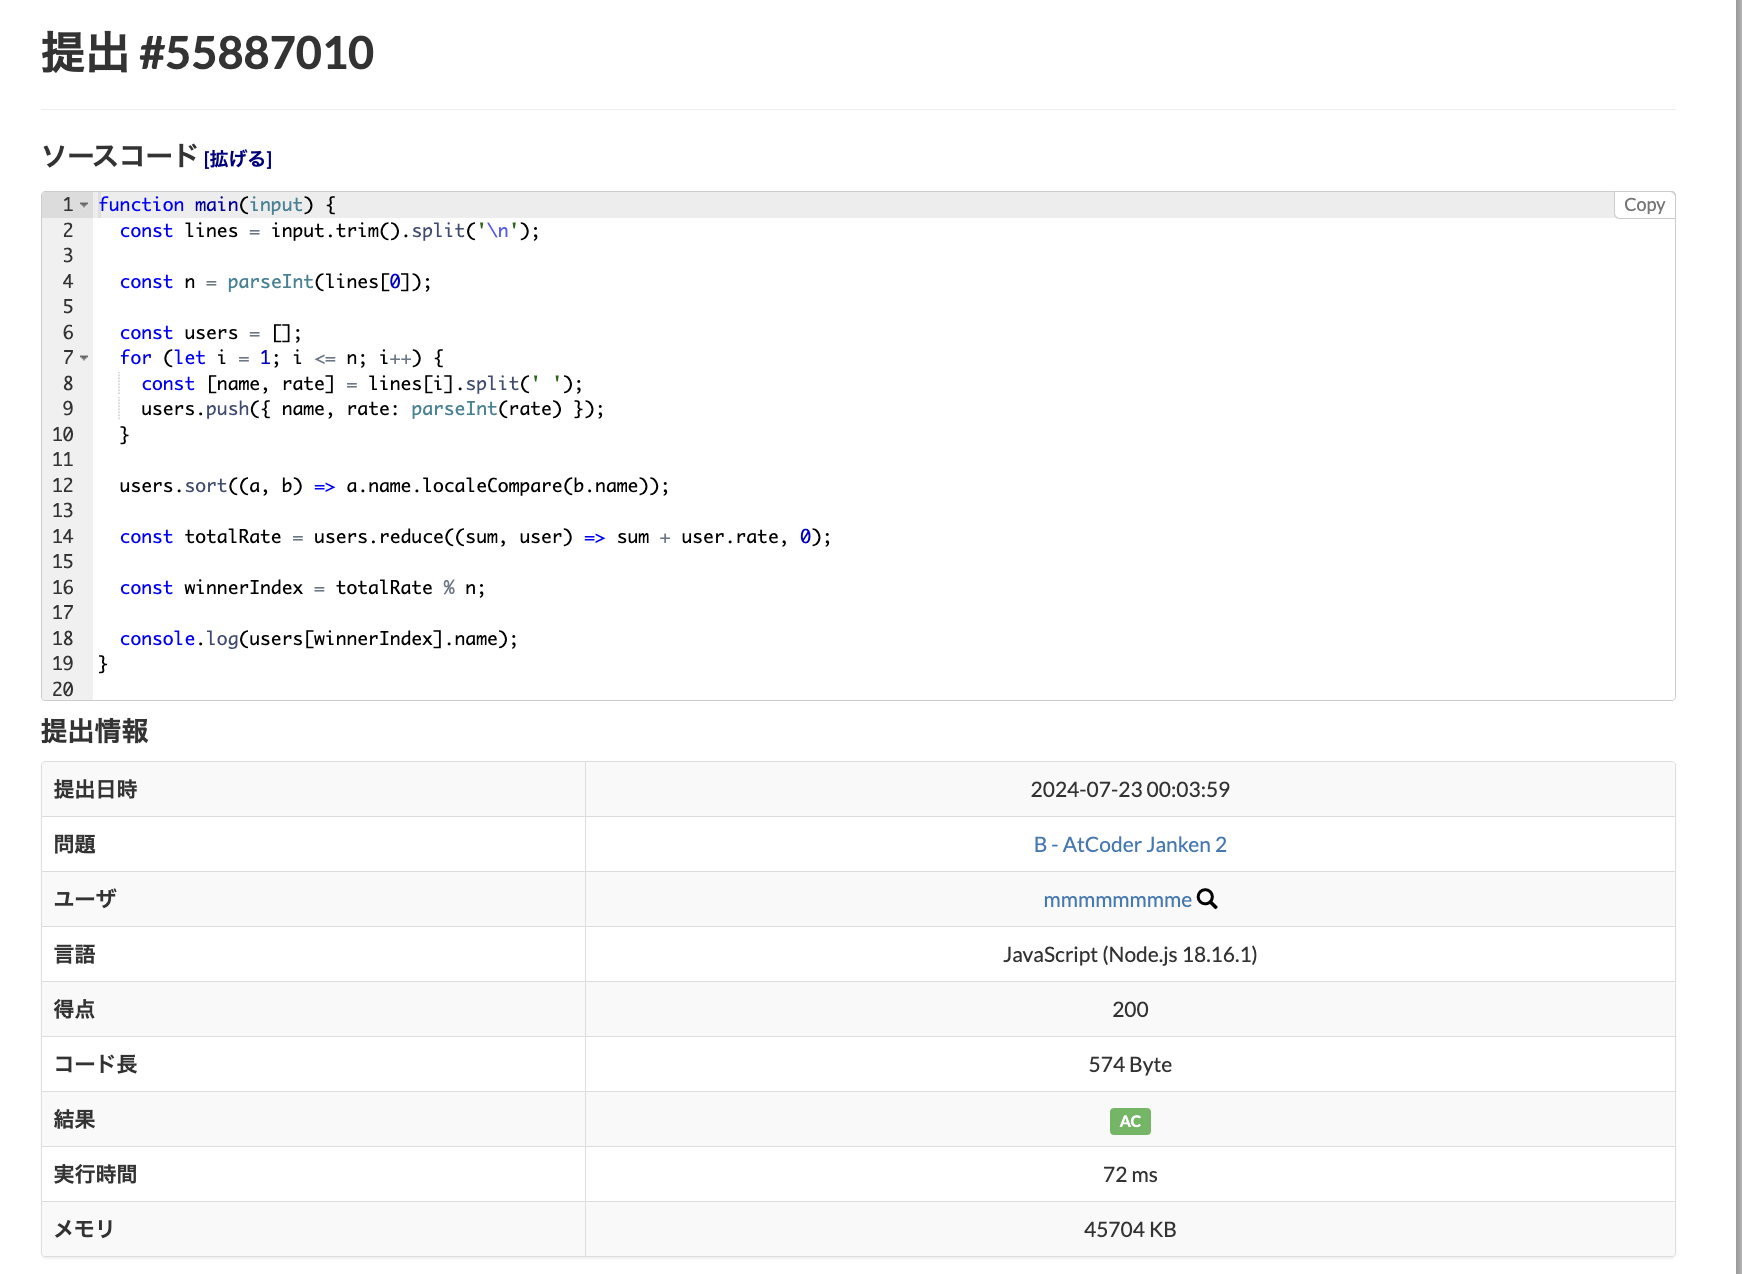 提出 #55887010
ソースコード [拡げる]
Copy
1 function main(input) {
2 const lines = input.trim().split('\n');
3
4 const n = parseInt(lines[0]);
5
6 const users = [];
7 for (let i = 1; i <= n; i++) {
8 const [name, rate] = lines[i].split(' ');
9 users.push({ name, rate: parseInt(rate) });
10 }
11
12 users.sort((a, b) => a.name.localeCompare(b.name));
13
14 const totalRate = users.reduce((sum, user) => sum + user.rate, 0);
15
16 const winnerIndex = totalRate % n;
17
18 console.log(users[winnerIndex].name);
19 }
20
提出情報
提出日時 2024-07-23 00:03:59
問題 B - AtCoder Janken 2
ユーザ mmmmmmmme
言語 JavaScript (Node.js 18.16.1)
得点 200
コード長 574 Byte
結果 AC
実行時間 72 ms
メモリ 45704 KB